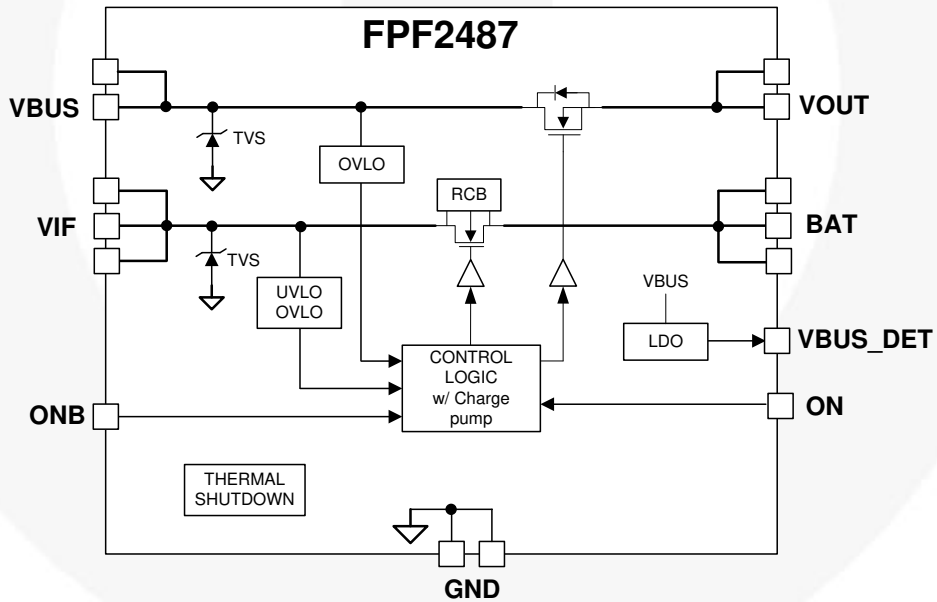 FPF2487
VBUS
VOUT
TVS
OVLO
RCB
VIF
BAT
TVS
UVLO
OVLO
VBUS
LDO
VBUS_DET
CONTROL
LOGIC
w/ Charge
pump
ONB
ON
THERMAL
SHUTDOWN
GND